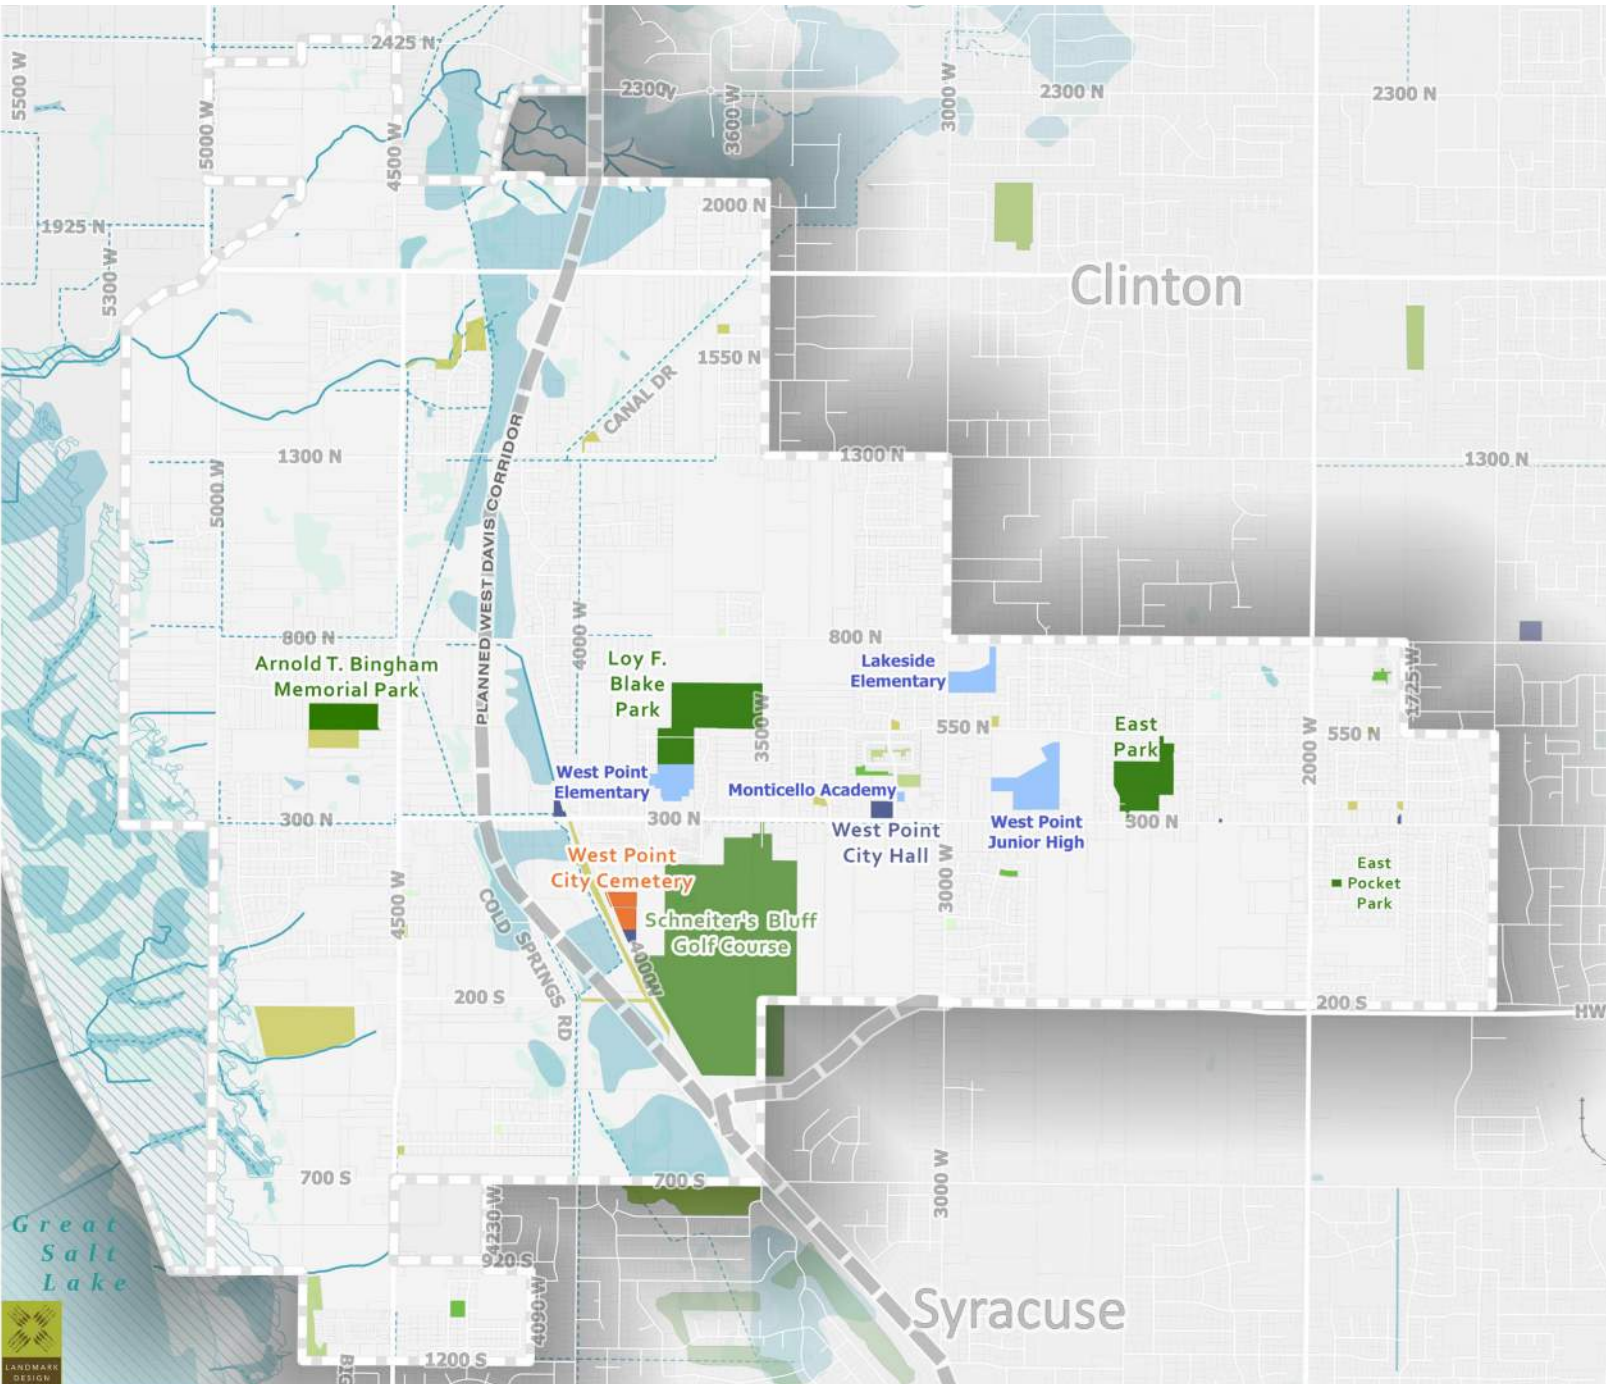 2425 N
5500 W
5000 W
4500 W
2300
3600 W
3000 W
2300 N
2300 N
2000 N
1925 N
5300 W
Clinton
1550 N
CANAL DR
PLANNED WEST DAVIS CORRIDOR
1300 N
1300 N
1300 N
5000 W
4000 W
800 N
800 N
Arnold T. Bingham
Memorial Park
Loy F.
Blake
Park
3500 W
Lakeside
Elementary
550 N
East
Park
2000 W
550 N
1725 W
West Point
Elementary
Monticello Academy
300 N
300 N
West Point
City Hall
West Point
Junior High
300 N
West Point
City Cemetery
4500 W
COLD SPRINGS RD
Schneiter's Bluff
Golf Course
4000W
3000 W
East
Pocket
Park
200 S
200 S
HW
700 S
700 S
3000 W
4230 W
920 S
4090 W
Great
Salt
Lake
Syracuse
1200 S
LANDMARK
DESIGN